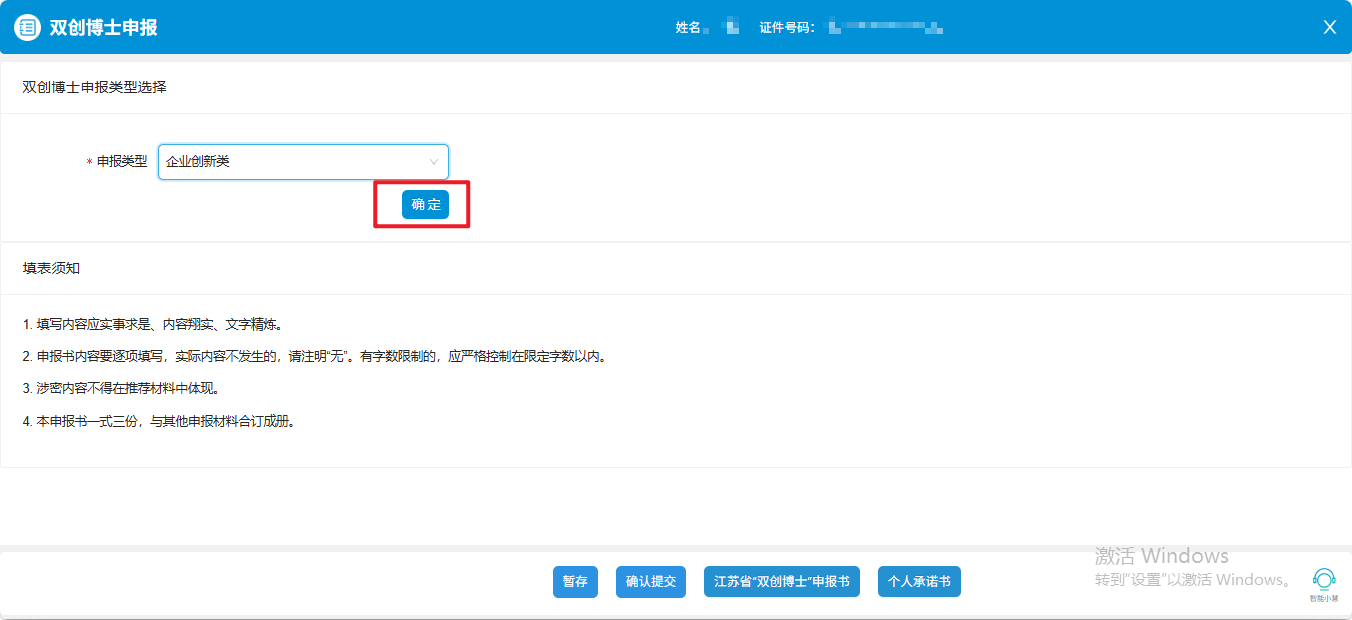 双创博士申报
姓名
证件号码：
X
双创博士申报类型选择
* 申报类型 企业创新类
确 定
填表须知
1. 填写内容应实事求是、内容翔实、文字精炼。
2. 申报书内容要逐项填写，实际内容不发生的，请注明“无”。有字数限制的，应严格控制在限定字数以内。
3. 涉密内容不得在推荐材料中体现。
4. 本申报书一式三份，与其他申报材料合订成册。
暂存
确认提交
江苏省“双创博士”申报书
个人承诺书
激活 Windows
转到“设置”以激活 Windows。
智能小慧